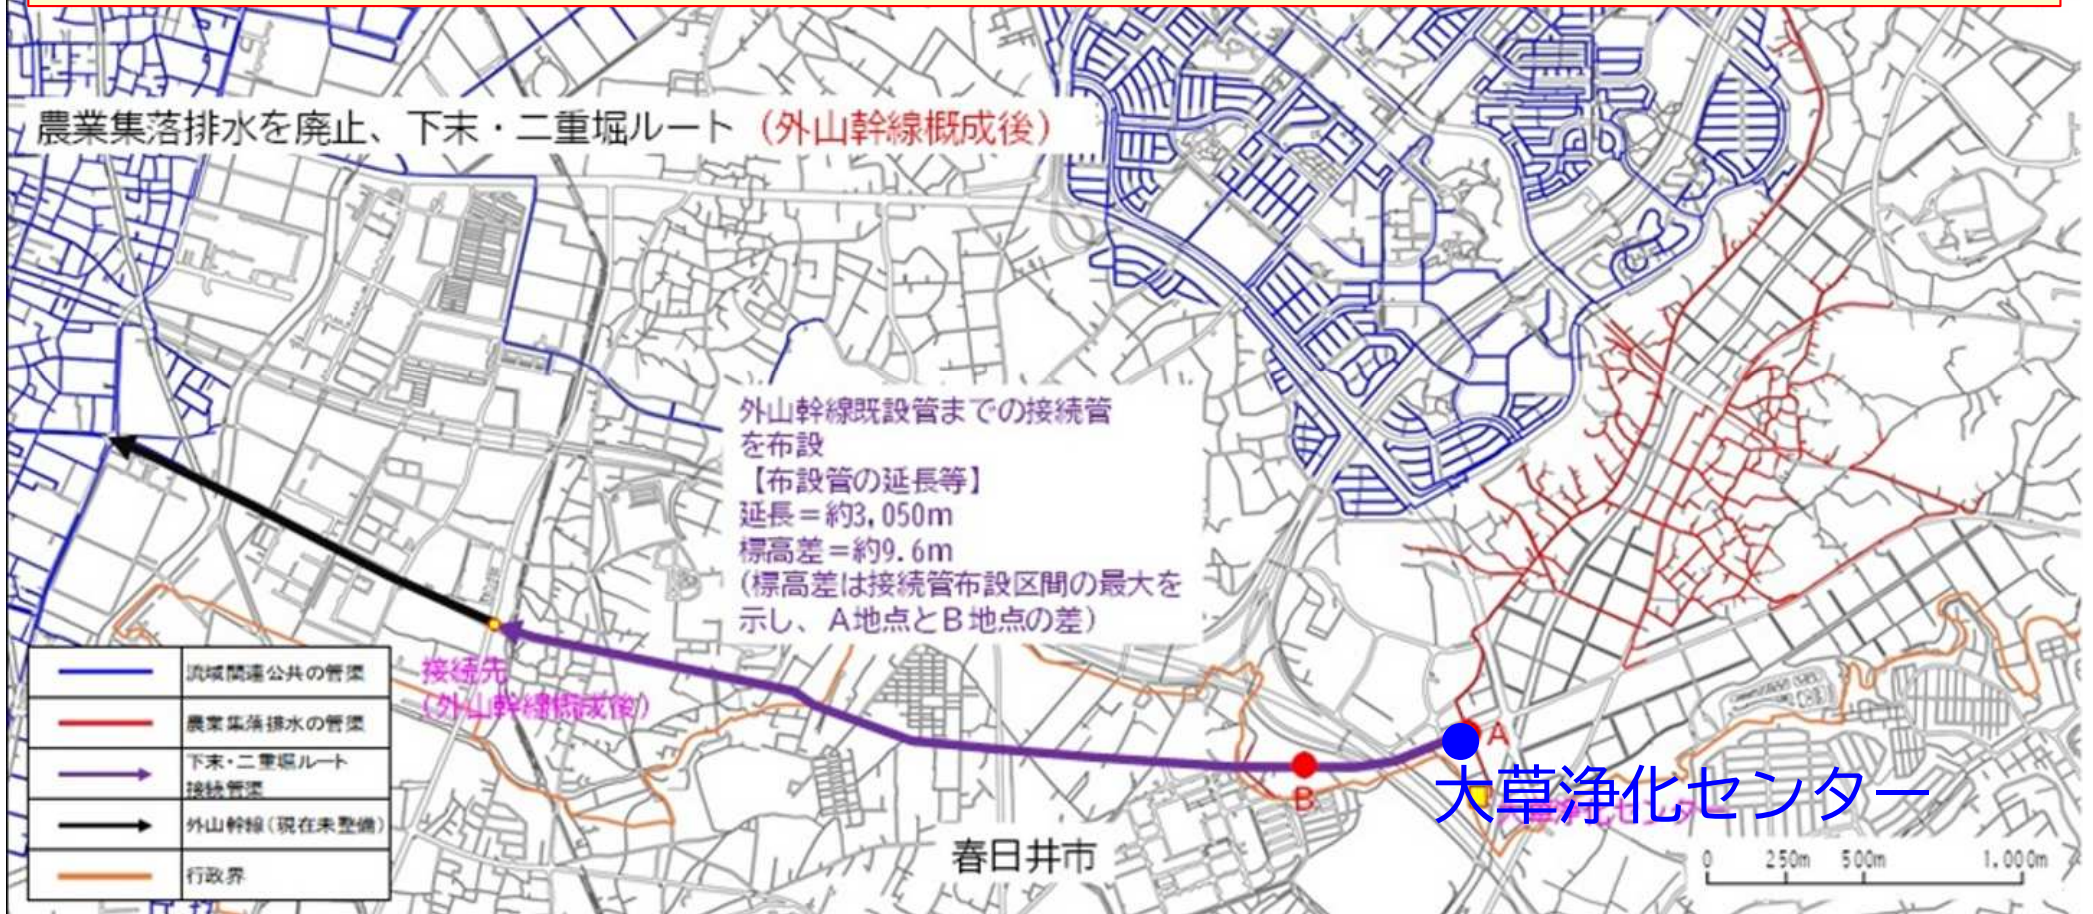 農業集落排水を廃止、下末・二重堀ルート（外山幹線概成後）
外山幹線既設管までの接続管
を布設
【布設管の延長等】
延長＝約3,050m
標高差＝約9.6m
(標高差は接続管布設区間の最大を
示し、A地点とB地点の差)
接続先
(外山幹線概成後)
流域関連公共の管渠
農業集落排水の管渠
下末・二重堀ルート
接続管渠
外山幹線(現在未整備)
行政界
A
B
大草浄化センター
大草浄化センター
春日井市
0 250m 500m 1,000m